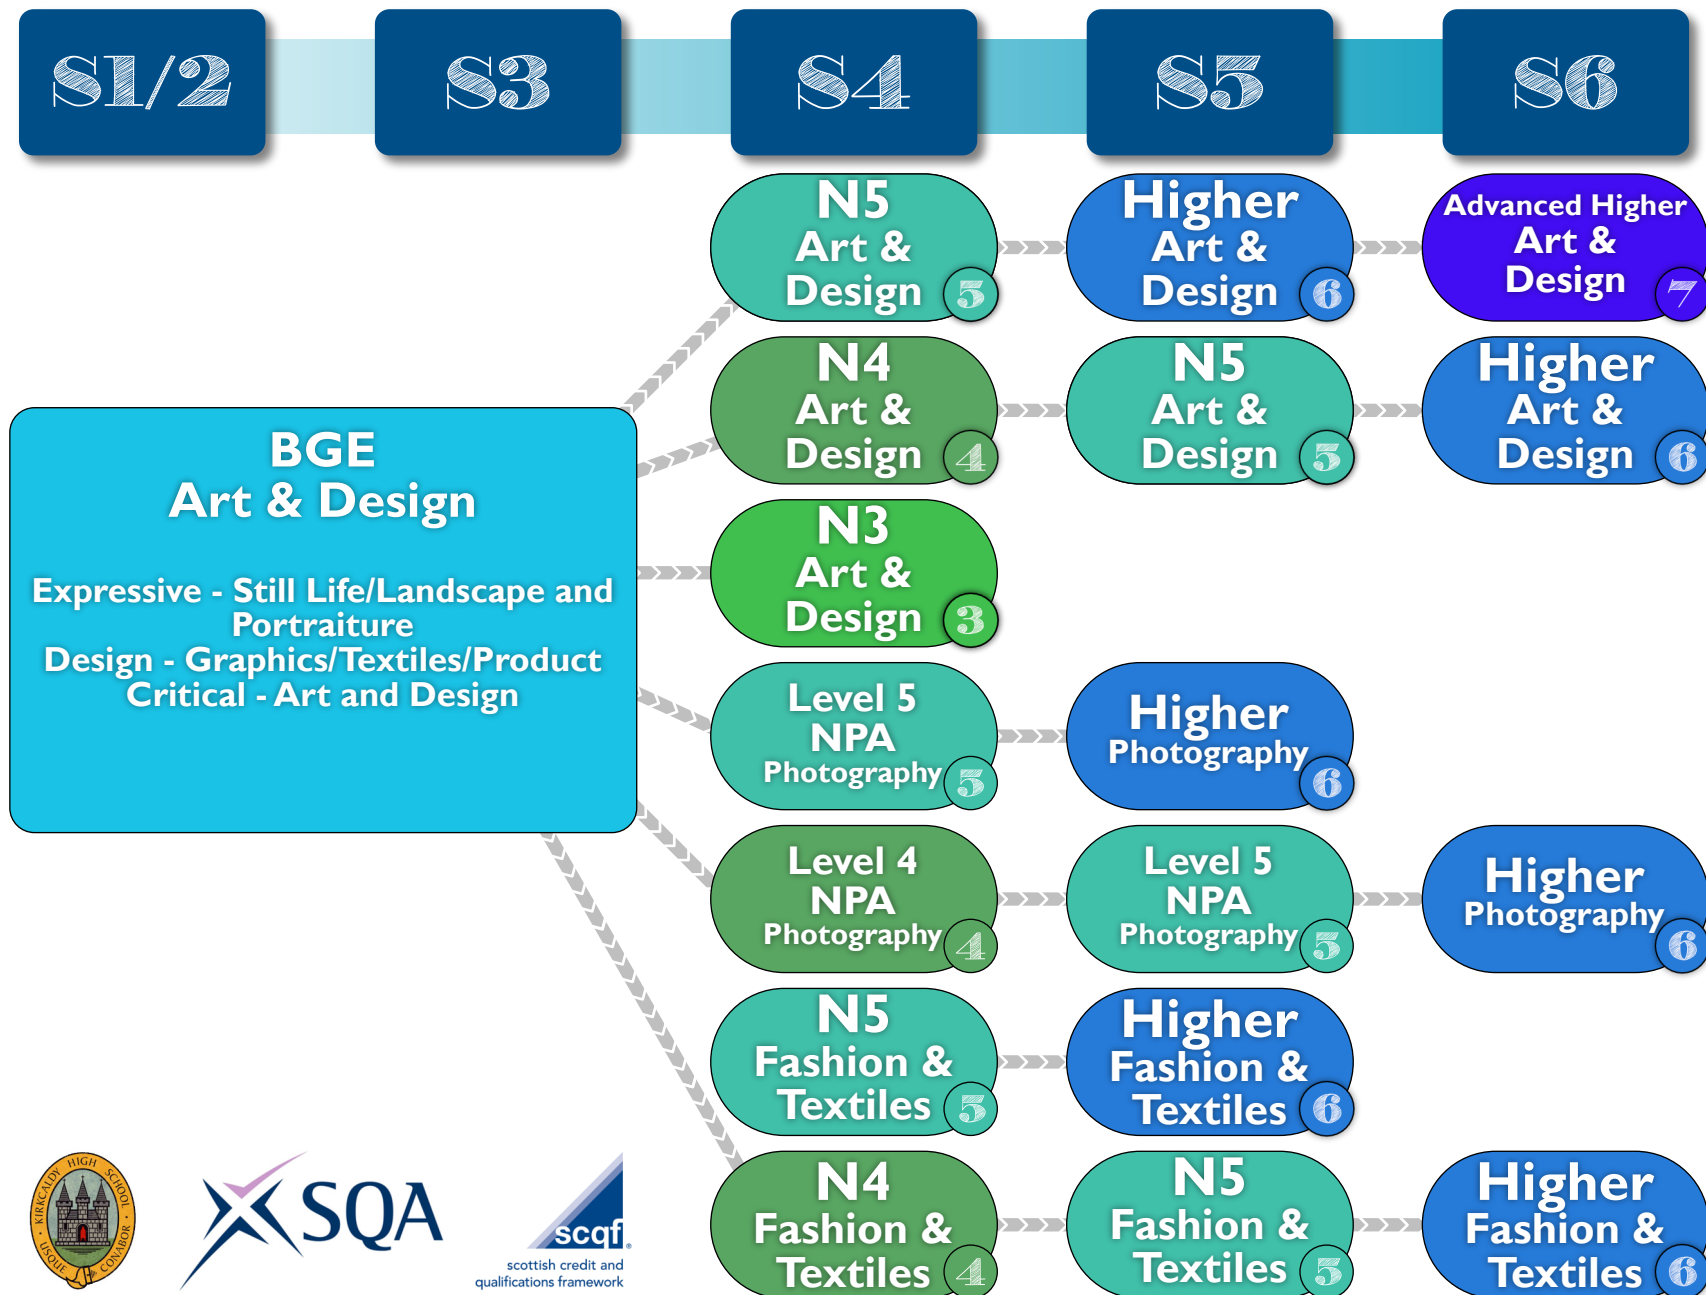 S1/2
S3
S4
S5
S6
N5
Art &
Design
5
Higher
Art &
Design
6
Advanced Higher
Art &
Design
7
N4
Art &
Design
4
N5
Art &
Design
5
Higher
Art &
Design
6
BGE
Art & Design
Expressive - Still Life/Landscape and
Portraiture
Design - Graphics/Textiles/Product
Critical - Art and Design
N3
Art &
Design
3
Level 5
NPA
Photography
5
Higher
Photography
6
Level 4
NPA
Photography
4
Level 5
NPA
Photography
5
Higher
Photography
6
N5
Fashion &
Textiles
5
Higher
Fashion &
Textiles
6
N4
Fashion &
Textiles
4
N5
Fashion &
Textiles
5
Higher
Fashion &
Textiles
6
KIRKCALDY HIGH SCHOOL
USQUE CONABOR
SQA
scqf
scottish credit and
qualifications framework